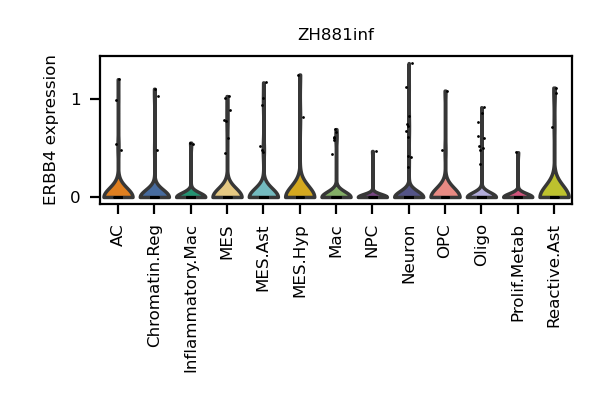 ZH881inf
ERBB4 expression
1
0
AC
Chromatin.Reg
Inflammatory.Mac
MES
MES.Ast
MES.Hyp
Mac
NPC
Neuron
OPC
Oligo
Prolif.Metab
Reactive.Ast